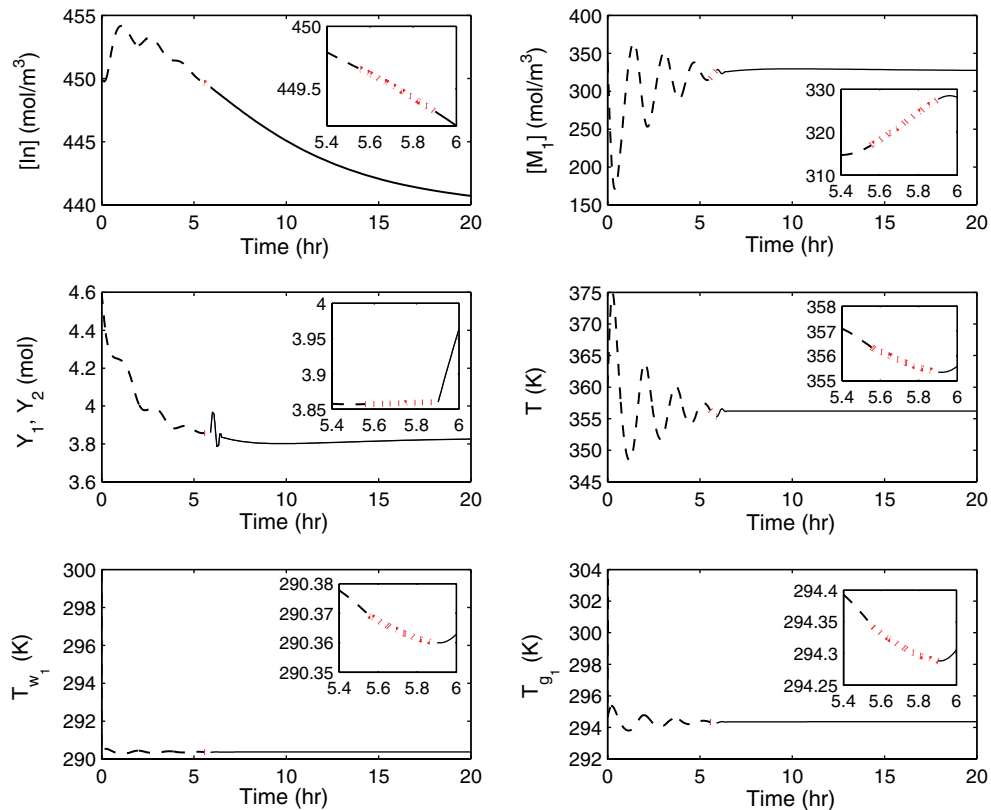 455
450
445
440
[In] (mol/m³)
0 5 10 15 20
Time (hr)
450
449.5
5.4 5.6 5.8 6
400
350
300
250
200
150
[M₁] (mol/m³)
0 5 10 15 20
Time (hr)
330
320
310
5.4 5.6 5.8 6
4.6
4.4
4.2
4
3.8
3.6
Y₁, Y₂ (mol)
0 5 10 15 20
Time (hr)
4
3.95
3.9
3.85
5.6 5.8 6
375
370
365
360
355
350
345
T (K)
0 5 10 15 20
Time (hr)
358
357
356
355
5.4 5.6 5.8 6
300
298
296
294
292
290
T_w₁ (K)
0 5 10 15 20
Time (hr)
290.38
290.37
290.36
290.35
5.4 5.6 5.8 6
304
302
300
298
296
294
292
T_g₁ (K)
0 5 10 15 20
Time (hr)
294.4
294.35
294.3
294.25
5.4 5.6 5.8 6